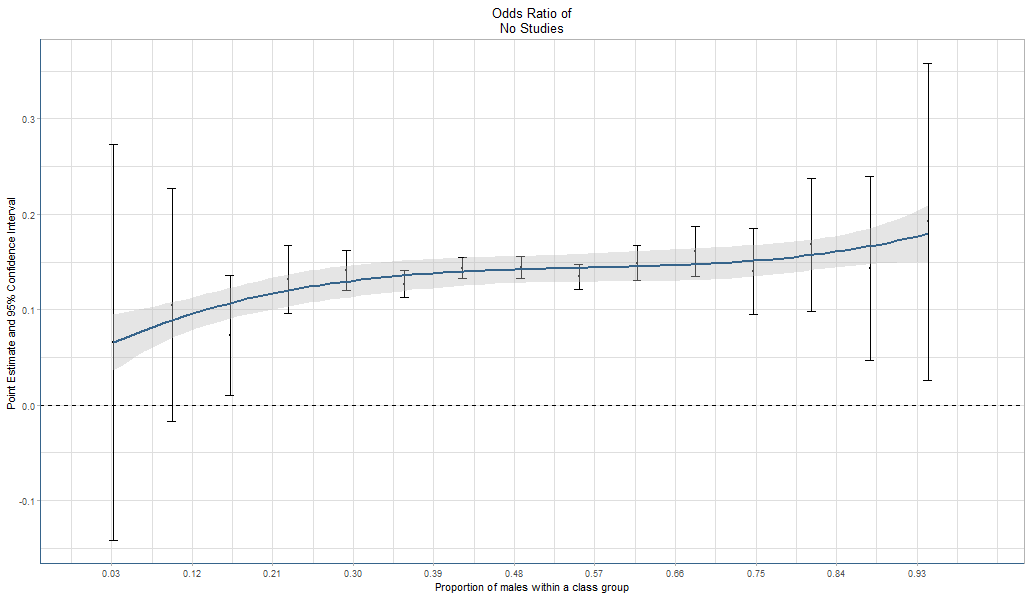 Odds Ratio of
No Studies
Point Estimate and 95% Confidence Interval
0.3
0.2
0.1
0.0
-0.1
0.03 0.12 0.21 0.30 0.39 0.48 0.57 0.66 0.75 0.84 0.93
Proportion of males within a class group